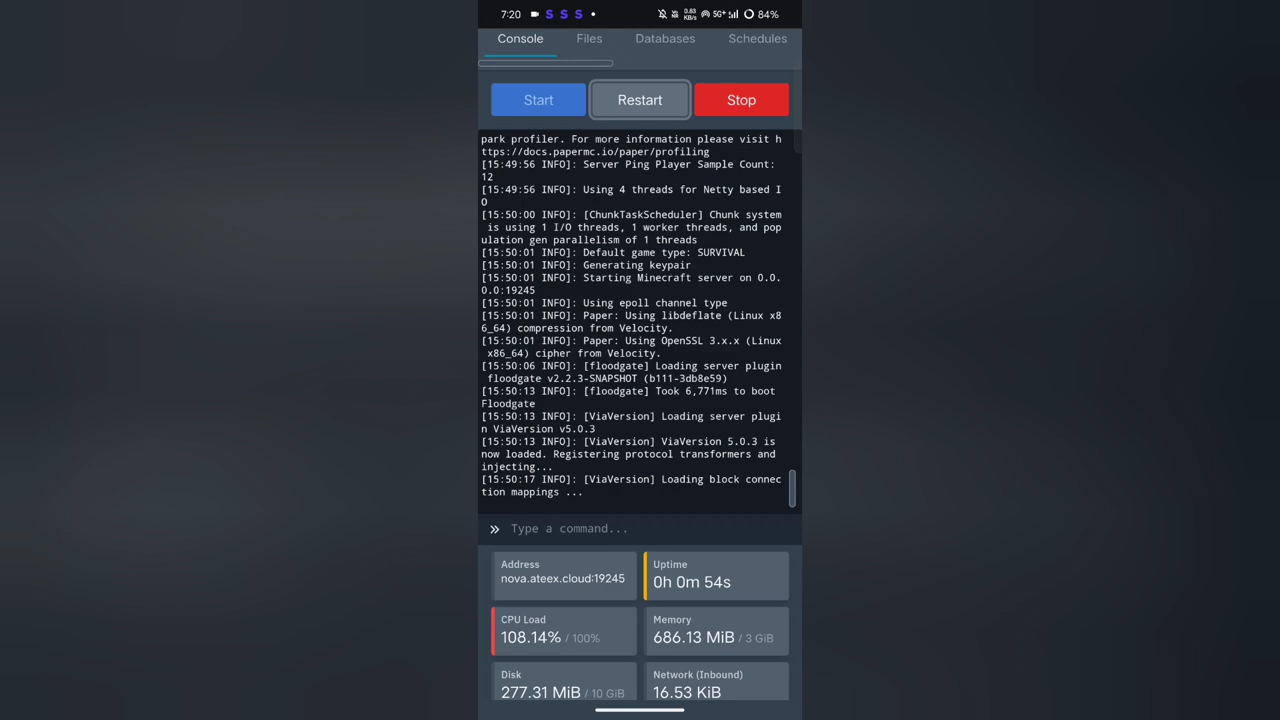 7:20 S S S 0.83 KB/s 5G+ 84%
Console Files Databases Schedules
Start Restart Stop
park profiler. For more information please visit h
ttps://docs.papermc.io/paper/profiling
[15:49:56 INFO]: Server Ping Player Sample Count:
12
[15:49:56 INFO]: Using 4 threads for Netty based I
O
[15:50:00 INFO]: [ChunkTaskScheduler] Chunk system
is using 1 I/O threads, 1 worker threads, and pop
ulation gen parallelism of 1 threads
[15:50:01 INFO]: Default game type: SURVIVAL
[15:50:01 INFO]: Generating keypair
[15:50:01 INFO]: Starting Minecraft server on 0.0.
0.0:19245
[15:50:01 INFO]: Using epoll channel type
[15:50:01 INFO]: Paper: Using libdeflate (Linux x8
6_64) compression from Velocity.
[15:50:01 INFO]: Paper: Using OpenSSL 3.x.x (Linux
x86_64) cipher from Velocity.
[15:50:06 INFO]: [floodgate] Loading server plugin
floodgate v2.2.3-SNAPSHOT (b111-3db8e59)
[15:50:13 INFO]: [floodgate] Took 6,771ms to boot
Floodgate
[15:50:13 INFO]: [ViaVersion] Loading server plugi
n ViaVersion v5.0.3
[15:50:13 INFO]: [ViaVersion] ViaVersion 5.0.3 is
now loaded. Registering protocol transformers and
injecting...
[15:50:17 INFO]: [ViaVersion] Loading block connec
tion mappings ...
» Type a command...
Address Uptime
nova.ateex.cloud:19245 0h 0m 54s
CPU Load Memory
108.14% / 100% 686.13 MiB / 3 GiB
Disk Network (Inbound)
277.31 MiB / 10 GiB 16.53 KiB